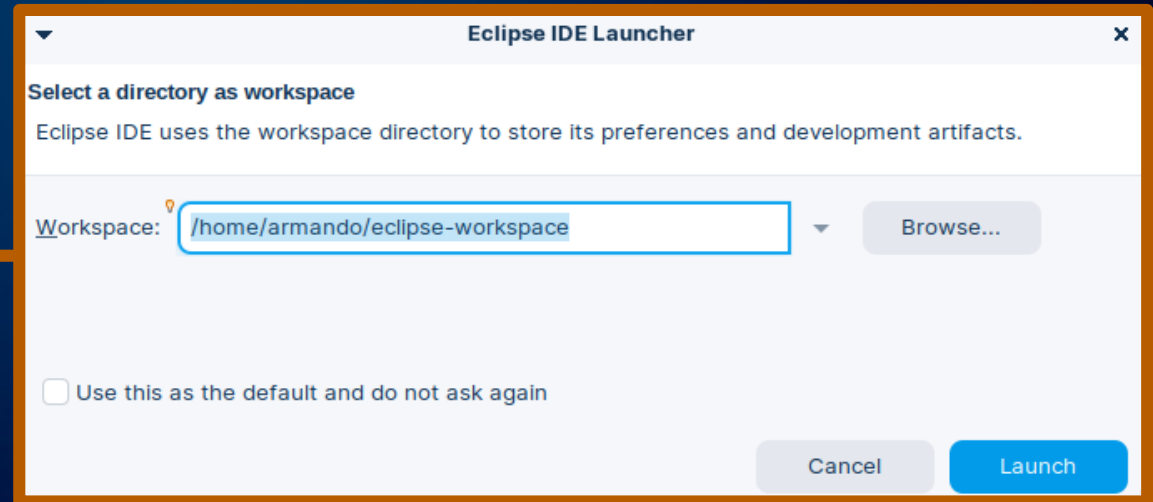 Eclipse IDE Launcher
Select a directory as workspace
Eclipse IDE uses the workspace directory to store its preferences and development artifacts.
Workspace: /home/armando/eclipse-workspace Browse...
Use this as the default and do not ask again
Cancel Launch